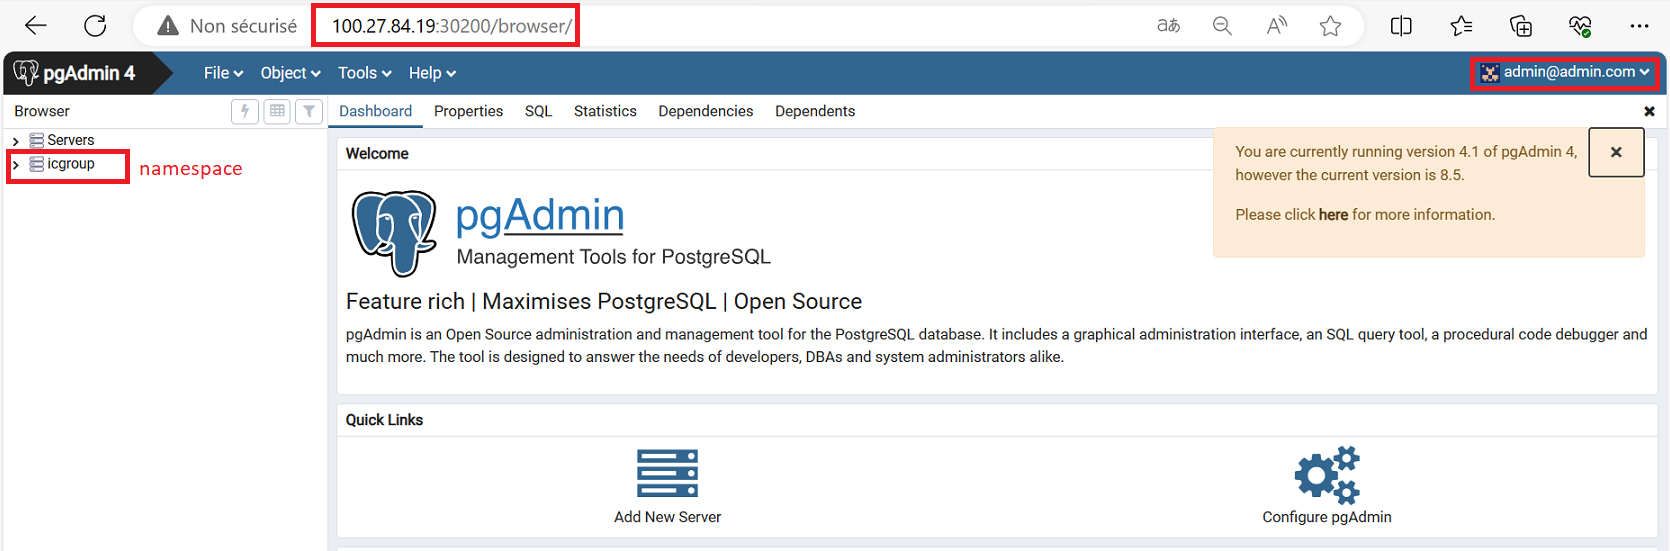 Non sécurisé 100.27.84.19:30200/browser/ aあ A
pgAdmin 4 File Object Tools Help admin@admin.com
Browser Dashboard Properties SQL Statistics Dependencies Dependents
Servers
icgroup namespace
Welcome
You are currently running version 4.1 of pgAdmin 4,
however the current version is 8.5.
Please click here for more information.
pgAdmin
Management Tools for PostgreSQL
Feature rich | Maximises PostgreSQL | Open Source
pgAdmin is an Open Source administration and management tool for the PostgreSQL database. It includes a graphical administration interface, an SQL query tool, a procedural code debugger and
much more. The tool is designed to answer the needs of developers, DBAs and system administrators alike.
Quick Links
Add New Server Configure pgAdmin